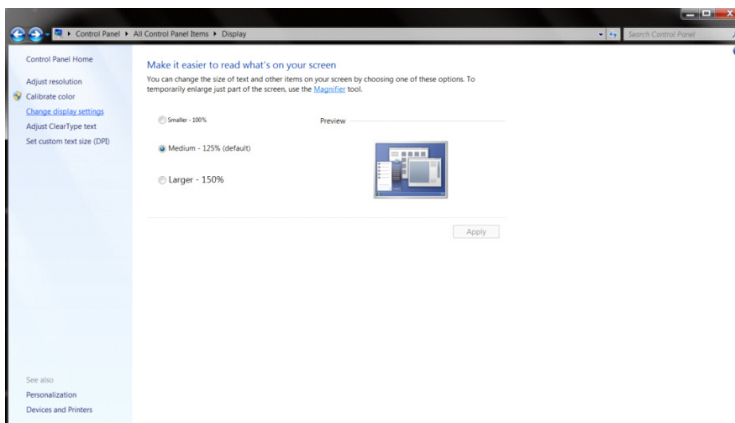 Control Panel ▸ All Control Panel Items ▸ Display
Search Control Panel
Control Panel Home
Adjust resolution
Calibrate color
Change display settings
Adjust ClearType text
Set custom text size (DPI)
Make it easier to read what's on your screen
You can change the size of text and other items on your screen by choosing one of these options. To
temporarily enlarge just part of the screen, use the Magnifier tool.
Smaller - 100%
Preview
Medium - 125% (default)
Larger - 150%
Apply
See also
Personalization
Devices and Printers